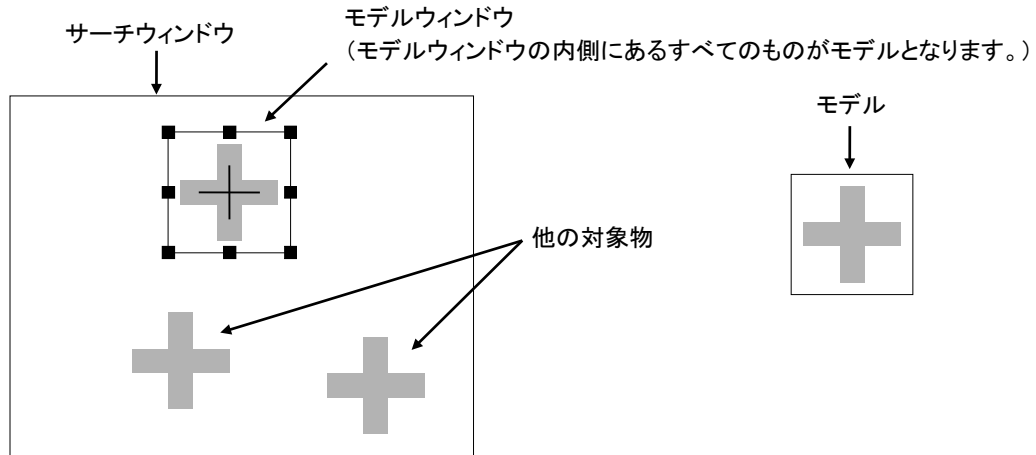 モデルウィンドウ
サーチウィンドウ
（モデルウィンドウの内側にあるすべてのものがモデルとなります。）
モデル
他の対象物